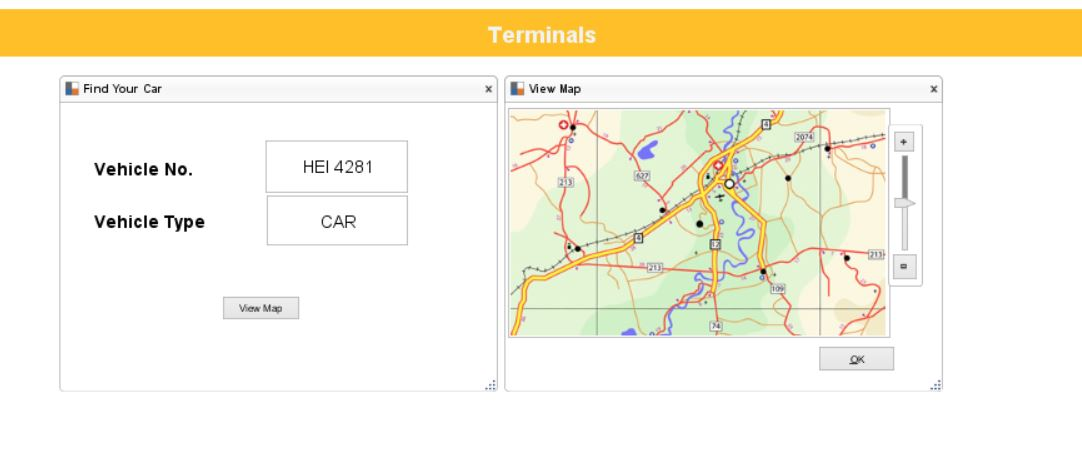 Terminals
Find Your Car
x
View Map
x
Vehicle No.
HEI 4281
Vehicle Type
CAR
View Map
4
2074
627
213
4
12
213
213
109
74
+
OK